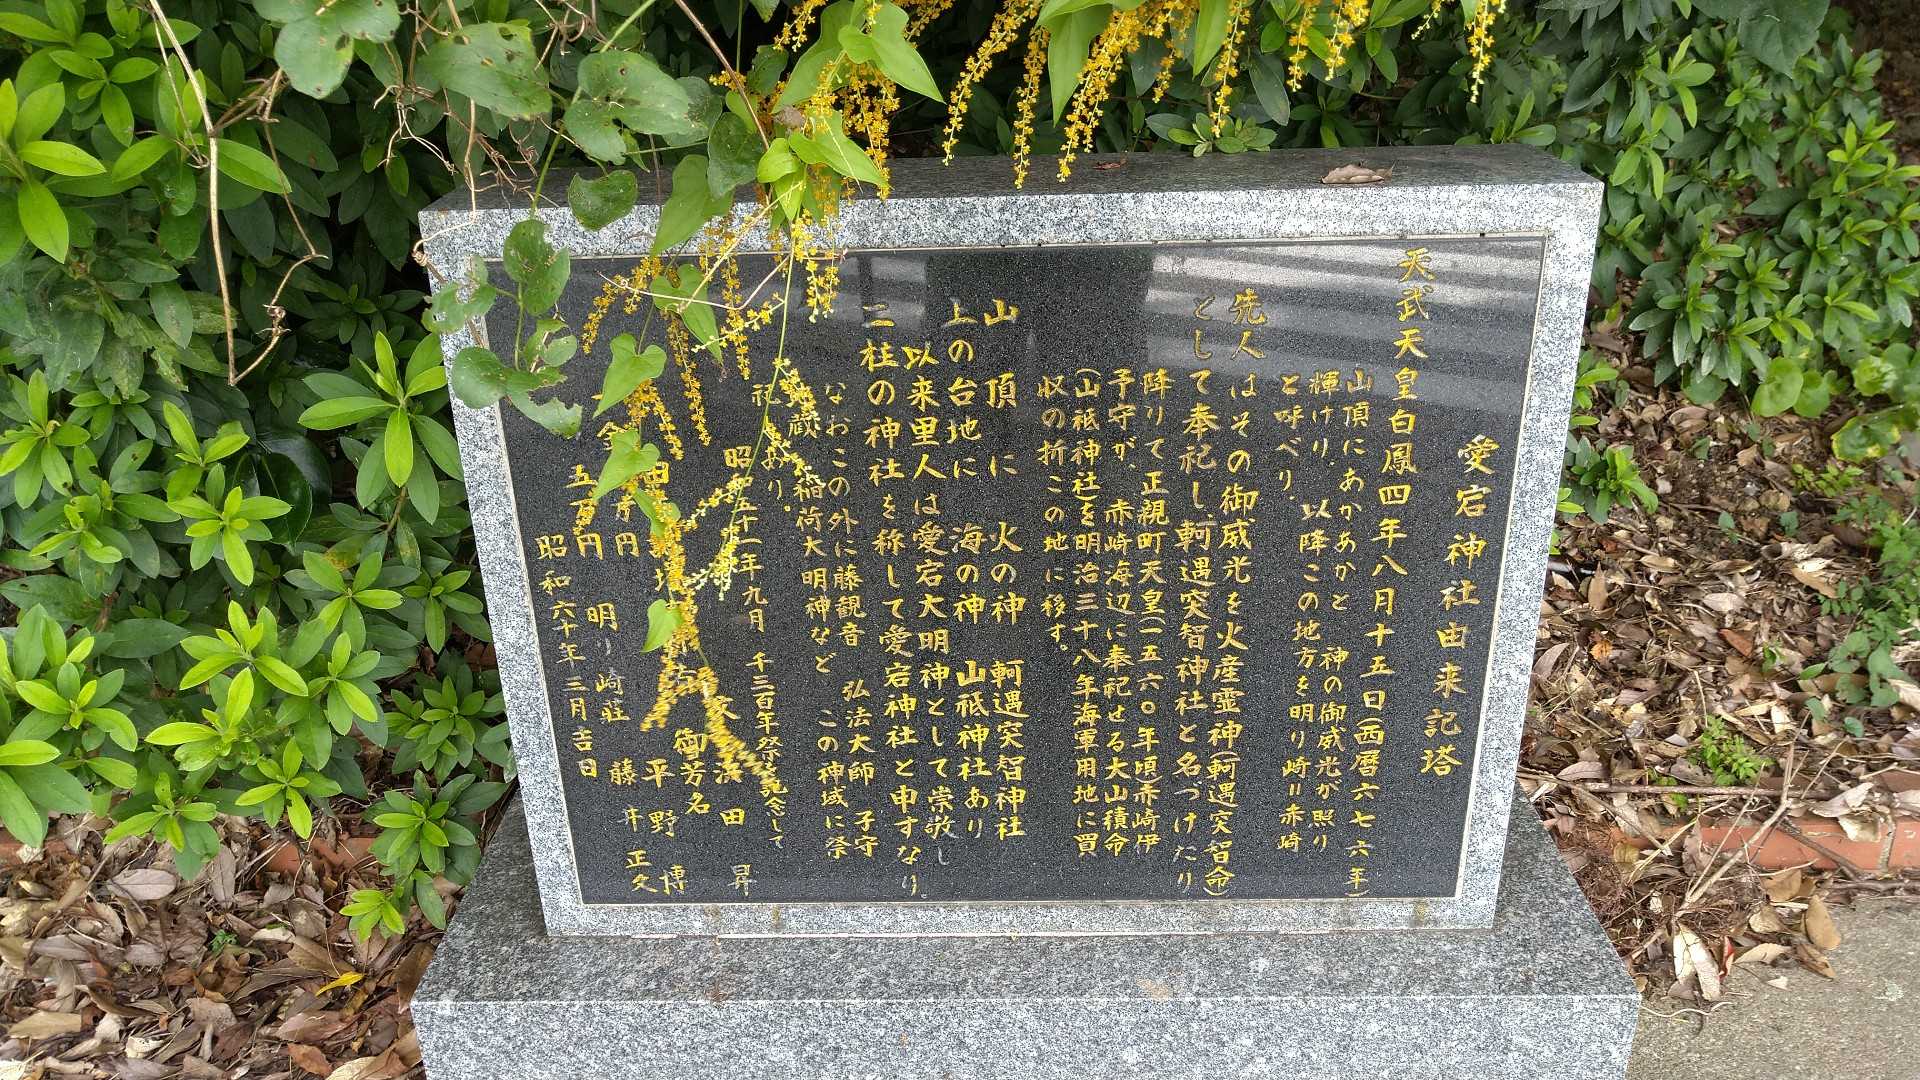 愛宕神社由来記塔
天武天皇白鳳四年八月十五日(西暦六七六年)
山頂にあかあかと 神の御威光が照り
輝けり、以降この地方を明り崎=赤崎
と呼べり。
先人はその御威光を火産霊神(軻遇突智命)
として奉祀し、軻遇突智神社と名づけたり
降りて正親町天皇(一五六〇年頃赤崎伊
予守が、赤崎海辺に奉祀せる大山積命
(山祇神社)を明治三十八年海軍用地に買
収の折この地に移す。
山頂に 火の神 軻遇突智神社
上の台地に 海の神 山祇神社あり
以来里人は愛宕大明神として崇敬し
二柱の神社を称して愛宕神社と申すなり。
なおこの外に藤観音 弘法大師 子守
地蔵 稲荷大明神など この神域に祭
祀あり。
昭和五十一年九月 千三百年祭を記念して
田 昇
御芳名
平野 博
五万円 明り崎荘 藤井正文
昭和六十年三月吉日